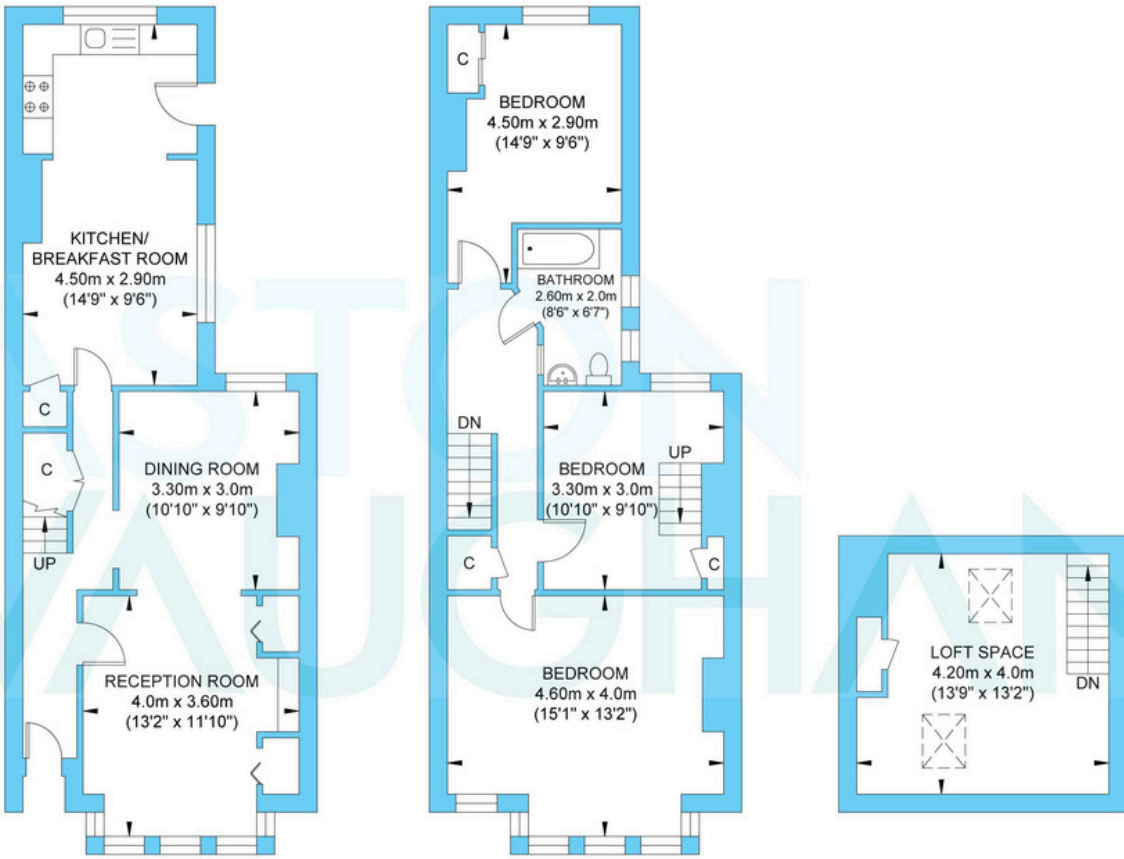 KITCHEN/
BREAKFAST ROOM
4.50m x 2.90m
(14'9" x 9'6")
C
C
UP
DINING ROOM
3.30m x 3.0m
(10'10" x 9'10")
RECEPTION ROOM
4.0m x 3.60m
(13'2" x 11'10")
C
BEDROOM
4.50m x 2.90m
(14'9" x 9'6")
BATHROOM
2.60m x 2.0m
(8'6" x 6'7")
DN
BEDROOM
3.30m x 3.0m
(10'10" x 9'10")
UP
C
C
BEDROOM
4.60m x 4.0m
(15'1" x 13'2")
LOFT SPACE
4.20m x 4.0m
(13'9" x 13'2")
DN
ASTON
VAUGHAN